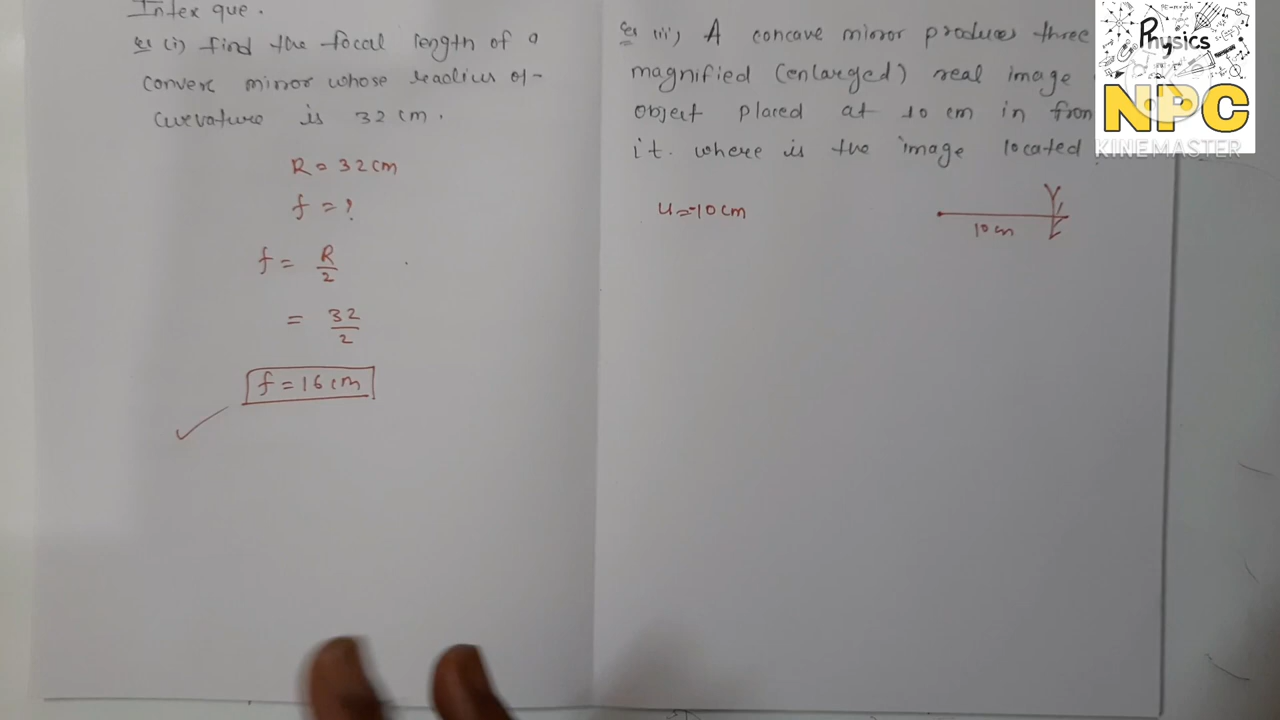 Intex que.
Q (i) find the focal length of a
convex mirror whose radius of
curvature is 32 cm.
R = 32 cm
f = ?
f = R/2
= 32/2
f = 16 cm
Q (ii) A concave mirror produces three
magnified (enlarged) real image
object placed at 10 cm in
it. where is the image located
u = -10 cm
10 cm
Physics
NPC
KINEMASTER